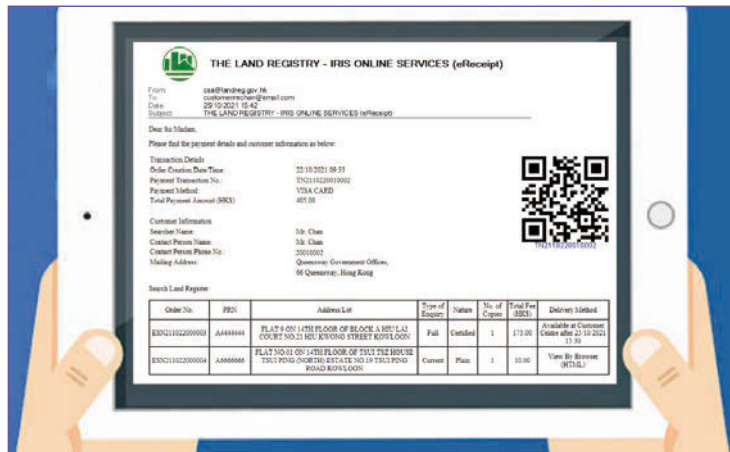 THE LAND REGISTRY - IRIS ONLINE SERVICES (eReceipt)
From: csa@landreg.gov.hk
To: customermrchan@email.com
Date: 25/10/2021 15:42
Subject: THE LAND REGISTRY - IRIS ONLINE SERVICES (eReceipt)
Dear Sir/Madam,
Please find the payment details and customer information as below:
Transaction Details
Order Creation Date/Time: 22/10/2021 09:33
Payment Transaction No.: TN2110220010002
Payment Method: VISA CARD
Total Payment Amount (HK$) 405.00
Customer Information
Searcher Name: Mr. Chan
Contact Person Name: Mr. Chan
Contact Person Phone No.: 20010002
Mailing Address: Queensway Government Offices,
66 Queensway, Hong Kong
TN2110220010002
Search Land Register
Order No. PRN Address/Lot Type of Enquiry Nature No. of Copies Total Fee (HK$) Delivery Method
ESN211022000003 A4444444 FLAT 9 ON 14TH FLOOR OF BLOCK A HIU LAI COURT NO.21 HIU KWONG STREET KOWLOON Full Certified 1 175.00 Available at Customer Centre after 25/10/2021 15:30
ESN211022000004 A6666666 FLAT NO.01 ON 14TH FLOOR OF TSUI TSZ HOUSE TSUI PING (NORTH) ESTATE NO.19 TSUI PING ROAD KOWLOON Current Plain 1 10.00 View By Browser (HTML)